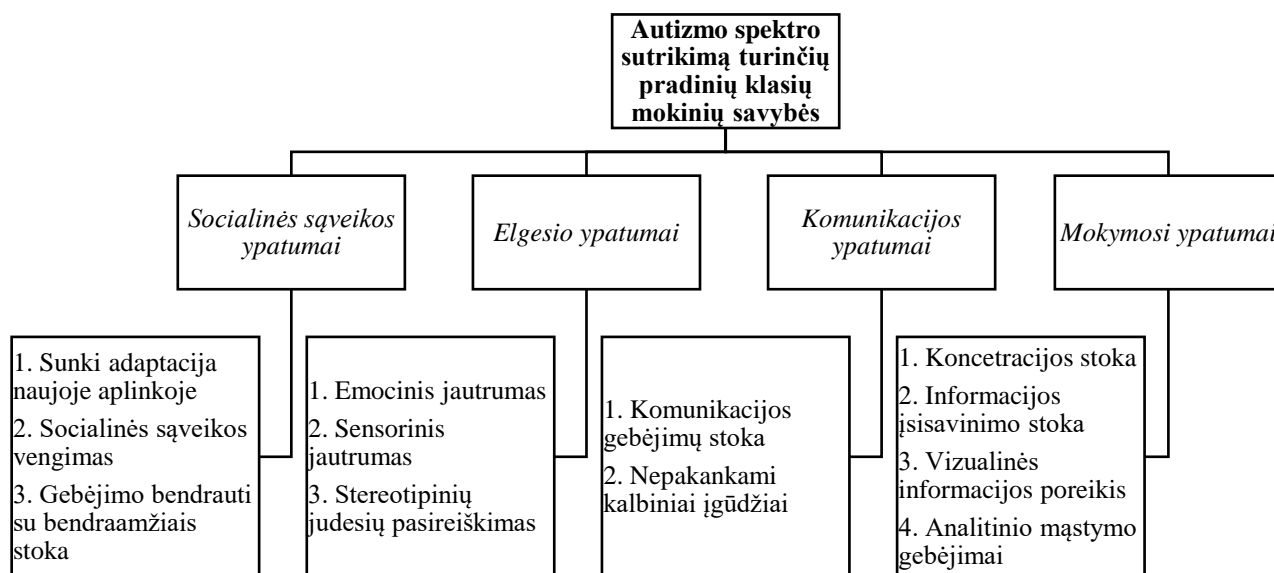 Autizmo spektro
sutrikimą turinčių
pradinių klasių
mokinių savybės
Socialinės sąveikos
ypatumai
Elgesio ypatumai
Komunikacijos
ypatumai
Mokymosi ypatumai
1. Sunki adaptacija
naujoje aplinkoje
2. Socialinės sąveikos
vengimas
3. Gebėjimo bendrauti
su bendraamžiais
stoka
1. Emocinis jautrumas
2. Sensorinis
jautrumas
3. Stereotipinių
judesių pasireiškimas
1. Komunikacijos
gebėjimų stoka
2. Nepakankami
kalbiniai įgūdžiai
1. Koncetracijos stoka
2. Informacijos
įsisavinimo stoka
3. Vizualinės
informacijos poreikis
4. Analitinio mąstymo
gebėjimai